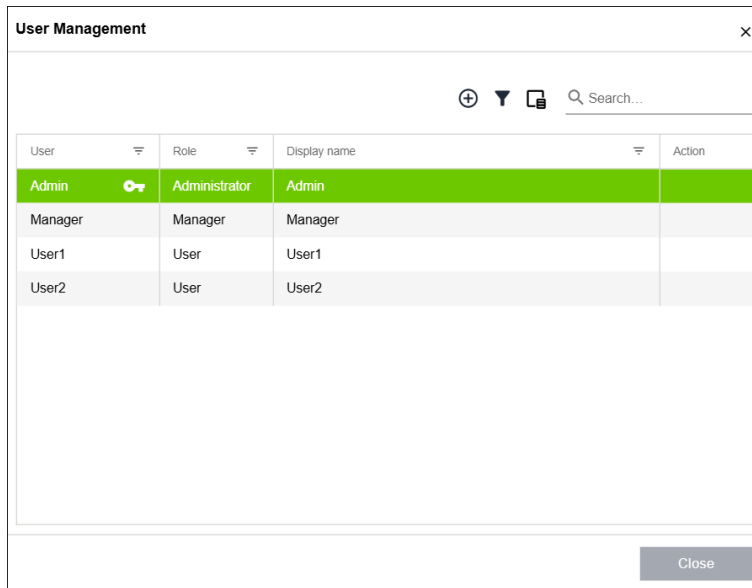 User Management
Search...
User Role Display name Action
Admin Administrator Admin
Manager Manager Manager
User1 User User1
User2 User User2
Close